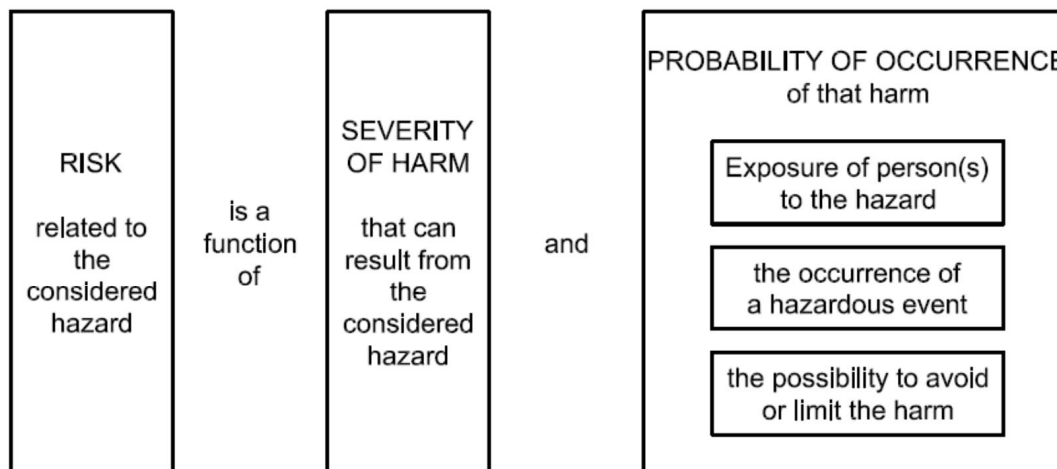 RISK
related to
the
considered
hazard
is a
function
of
SEVERITY
OF HARM
that can
result from
the
considered
hazard
and
PROBABILITY OF OCCURRENCE
of that harm
Exposure of person(s)
to the hazard
the occurrence of
a hazardous event
the possibility to avoid
or limit the harm